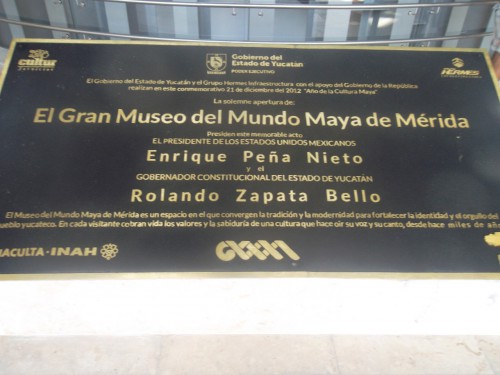 cultur
Gobierno del
Estado de Yucatán
PODER EJECUTIVO
HERMES
El Gobierno del Estado de Yucatán y el Grupo Hermes Infraestructura con el apoyo del Gobierno de la República
realizan en este conmemorativo 21 de diciembre del 2012 "Año de la Cultura Maya"
La solemne apertura de:
El Gran Museo del Mundo Maya de Mérida
Presiden este memorable acto:
EL PRESIDENTE DE LOS ESTADOS UNIDOS MEXICANOS
Enrique Peña Nieto
y el
GOBERNADOR CONSTITUCIONAL DEL ESTADO DE YUCATÁN
Rolando Zapata Bello
El Museo del Mundo Maya de Mérida es un espacio en el que convergen la tradición y la modernidad para fortalecer la identidad y el orgullo del
pueblo yucateco. En cada visitante cobran vida los valores y la sabiduría de una cultura que hace oír su voz y su canto, desde hace miles de años
NACULTA-INAH